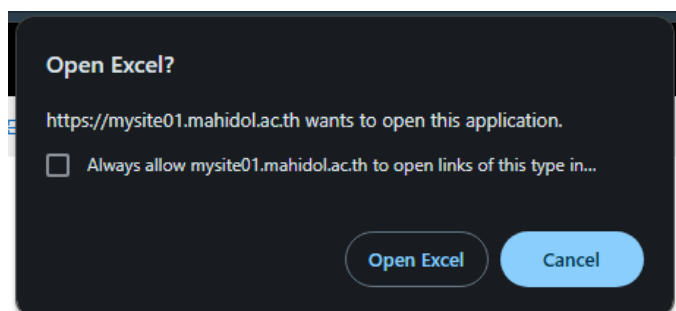 Open Excel?
https://mysite01.mahidol.ac.th wants to open this application.
Always allow mysite01.mahidol.ac.th to open links of this type in...
Open Excel Cancel